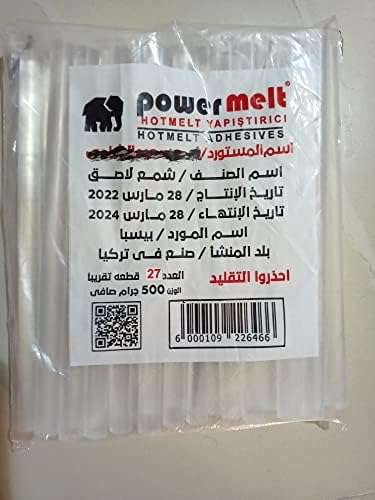 powermelt®
HOTMELT YAPIŞTIRICI
HOTMELT ADHESIVES
اسم المستورد/
اسم الصنف / شمع لاصق
تاريخ الإنتاج / 28 مارس 2022
تاريخ الإنتهاء/ 28 مارس 2024
اسم المورد/ بيسبا
بلد المنشأ / صنع فى تركيا
احذروا التقليد
العدد 27 قطعه تقريبا
الوزن 500 جرام صافى
6 000109 226466